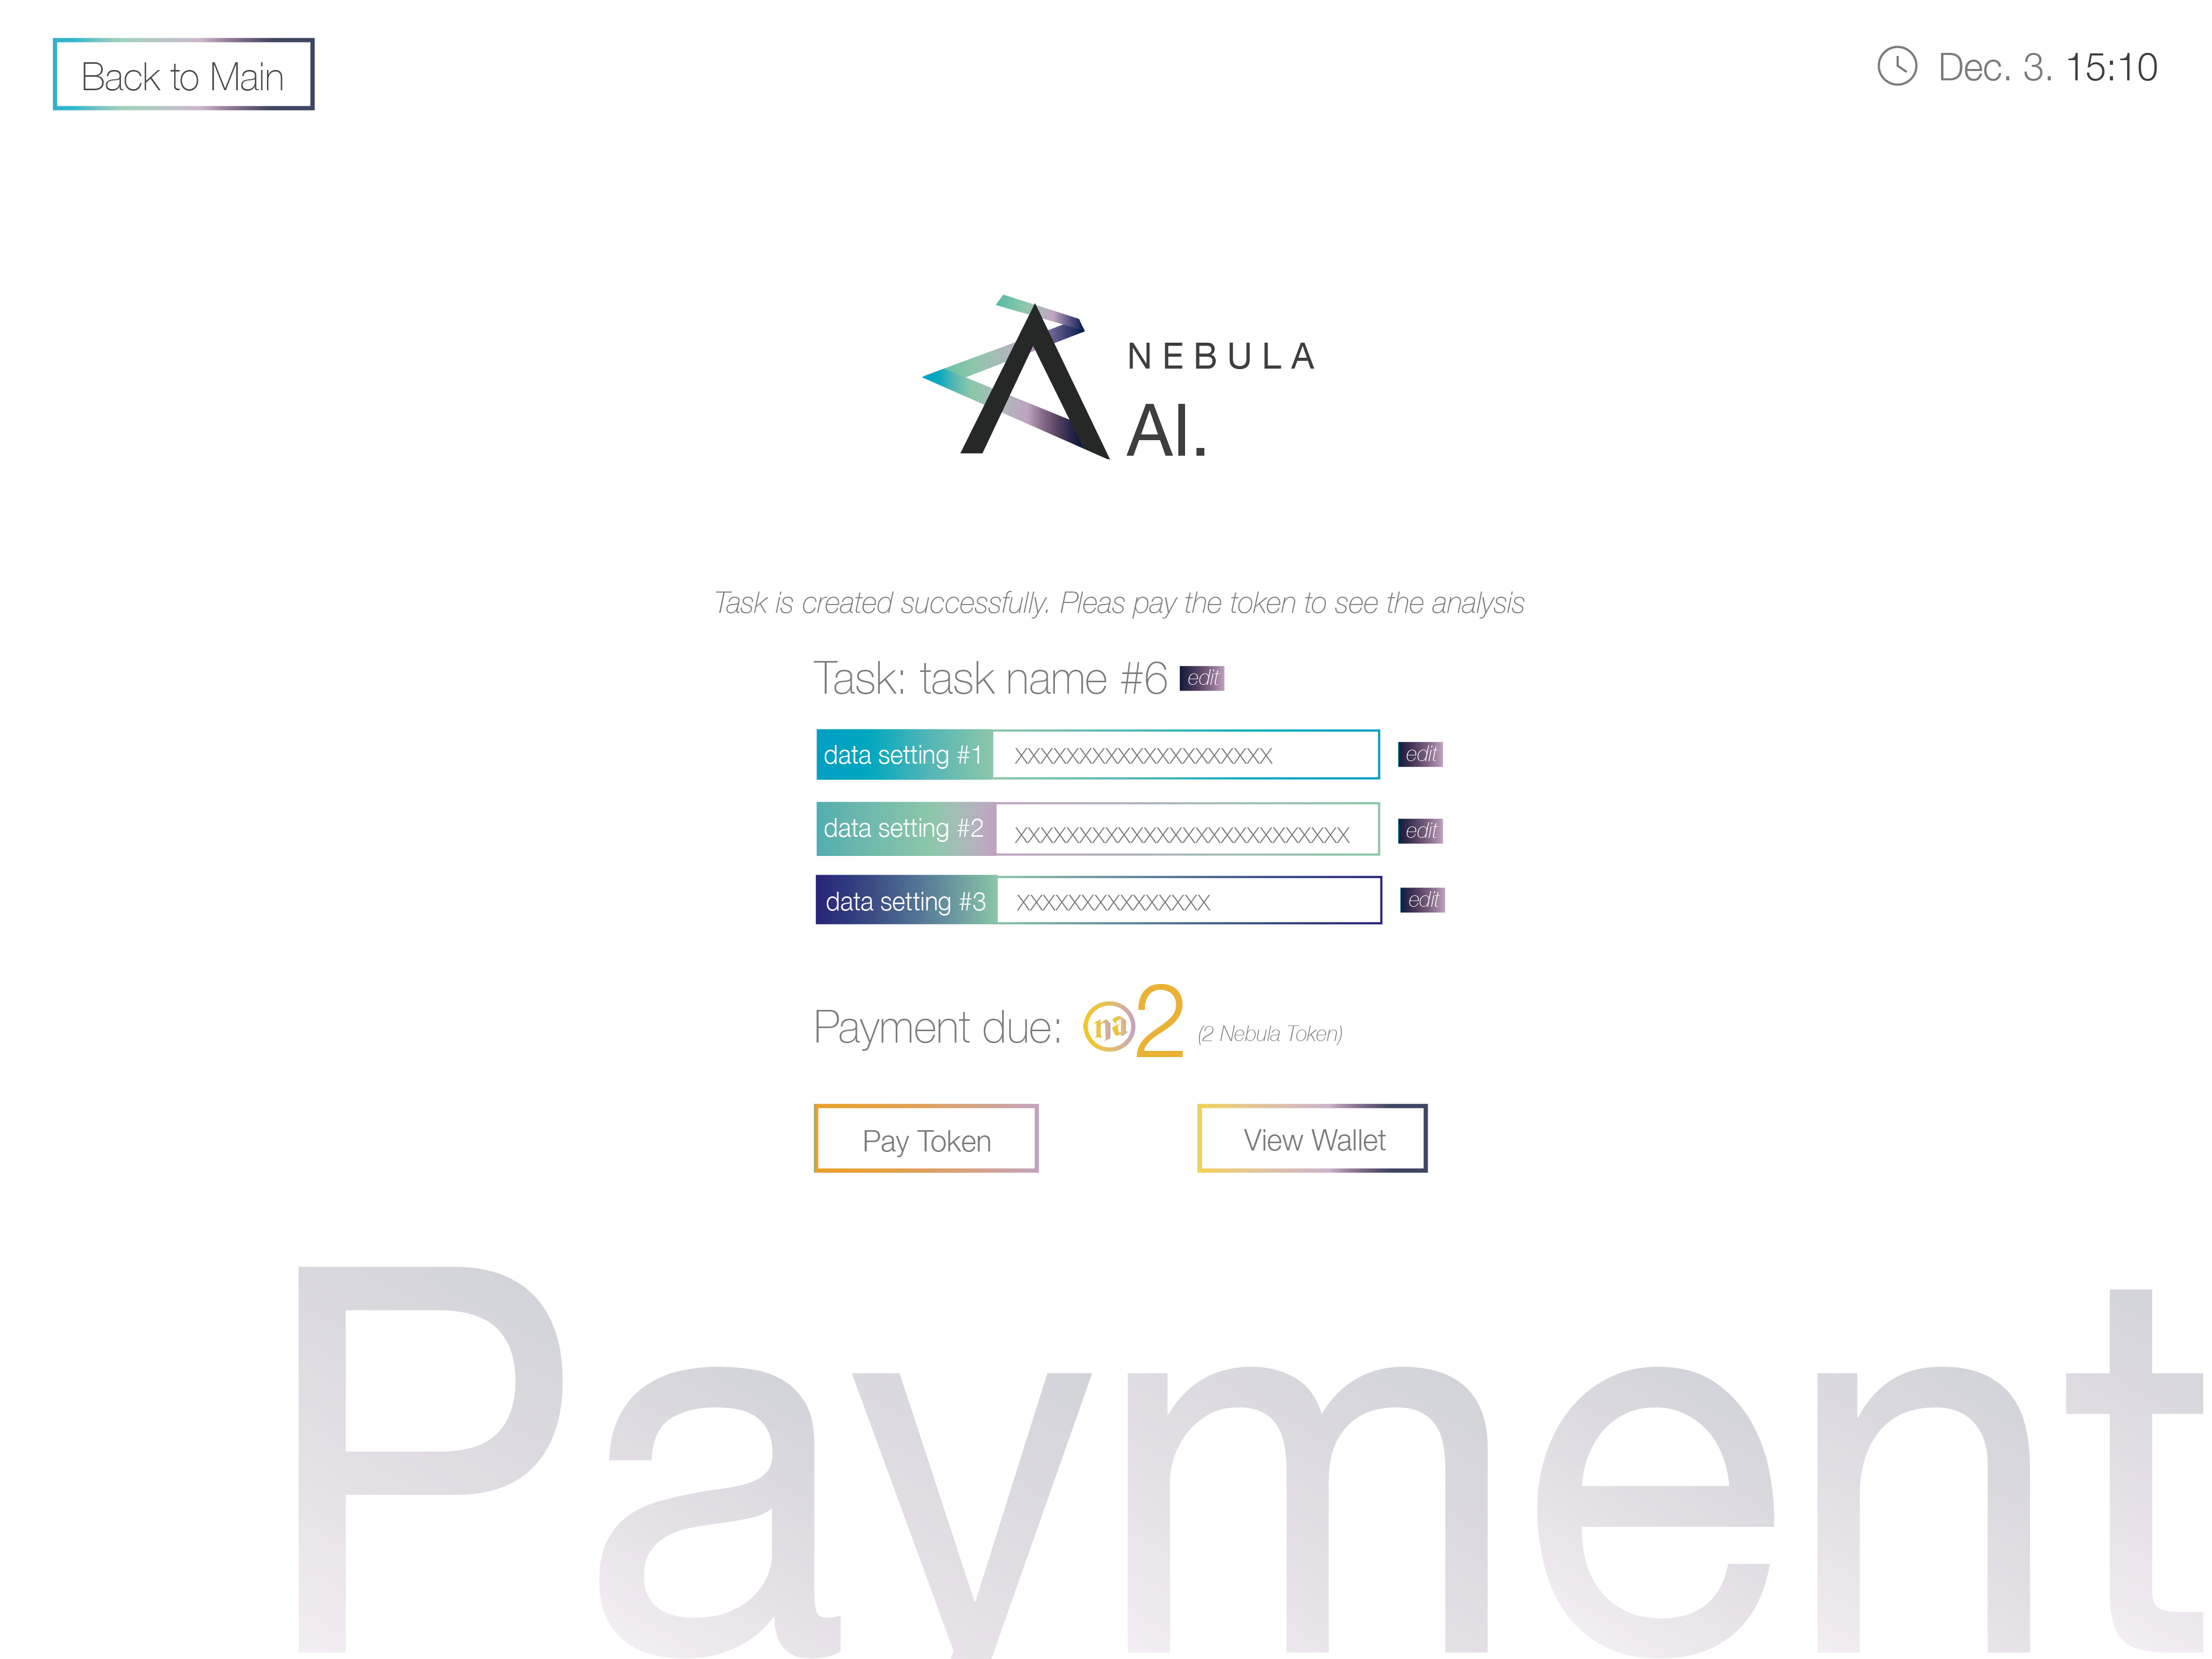 Back to Main
Dec. 3. 15:10
NEBULA
AI.
Task is created successfully. Pleas pay the token to see the analysis
Task: task name #6 edit
data setting #1 xxxxxxxxxxxxxxxxxxxx edit
data setting #2 xxxxxxxxxxxxxxxxxxxxxxxxxx edit
data setting #3 xxxxxxxxxxxxxxx edit
Payment due: na 2 (2 Nebula Token)
Pay Token
View Wallet
Payment